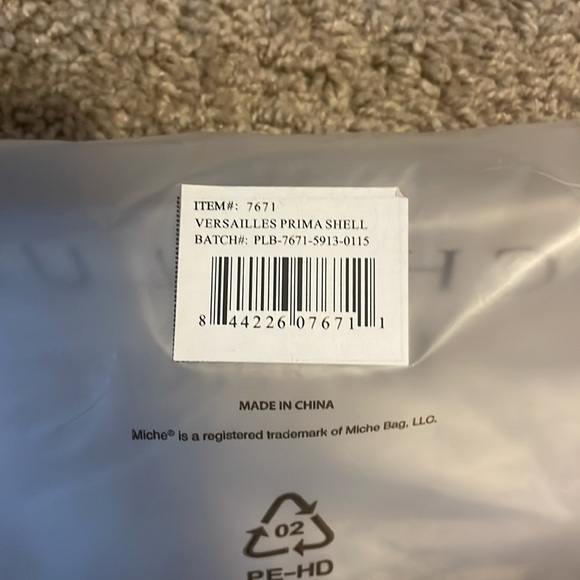 ITEM#: 7671
VERSAILLES PRIMA SHELL
BATCH#: PLB-7671-5913-0115
8 44226 07671 1
MADE IN CHINA
Miche® is a registered trademark of Miche Bag, LLC.
02
PE-HD